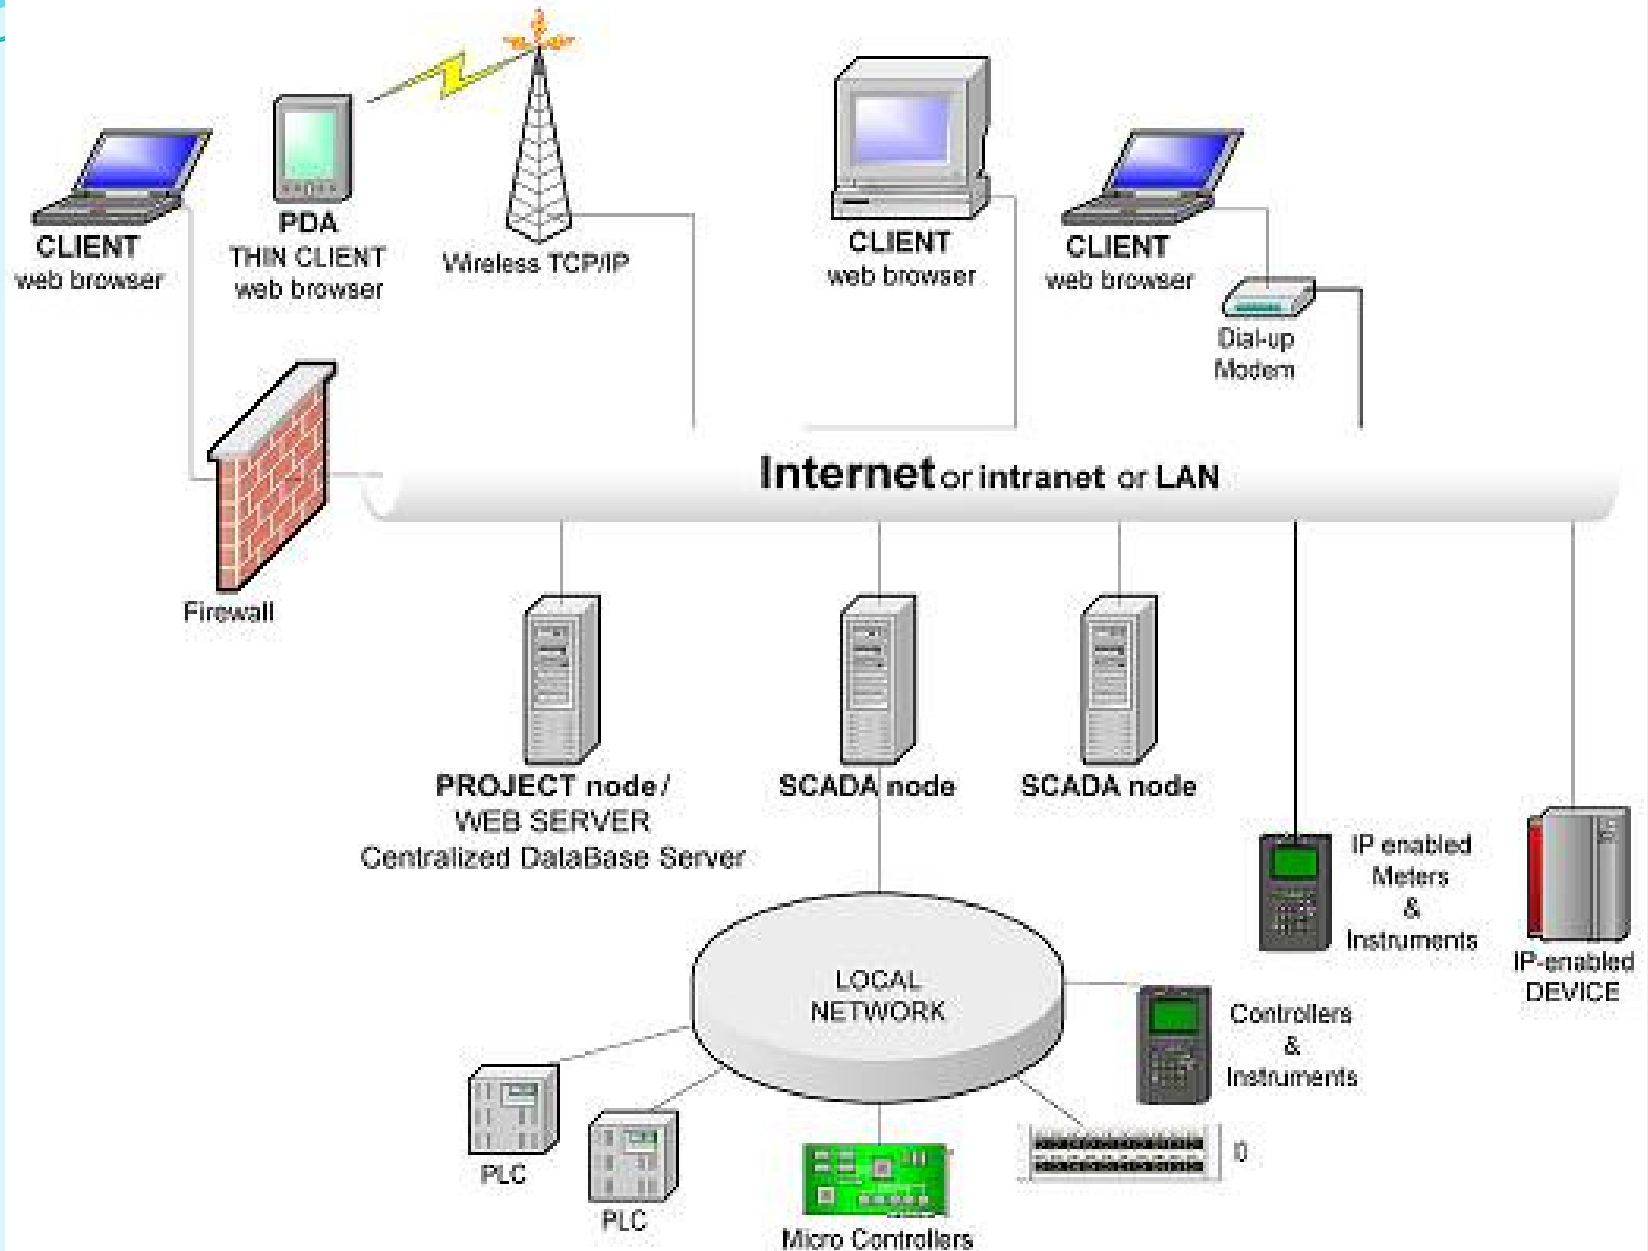 CLIENT
web browser
PDA
THIN CLIENT
web browser
Wireless TCP/IP
CLIENT
web browser
CLIENT
web browser
Dial-up
Modem
Internet or intranet or LAN
Firewall
PROJECT node/
WEB SERVER
Centralized DataBase Server
SCADA node
SCADA node
IP enabled
Meters
&
Instruments
IP-enabled
DEVICE
LOCAL
NETWORK
Controllers
&
Instruments
PLC
PLC
Micro Controllers